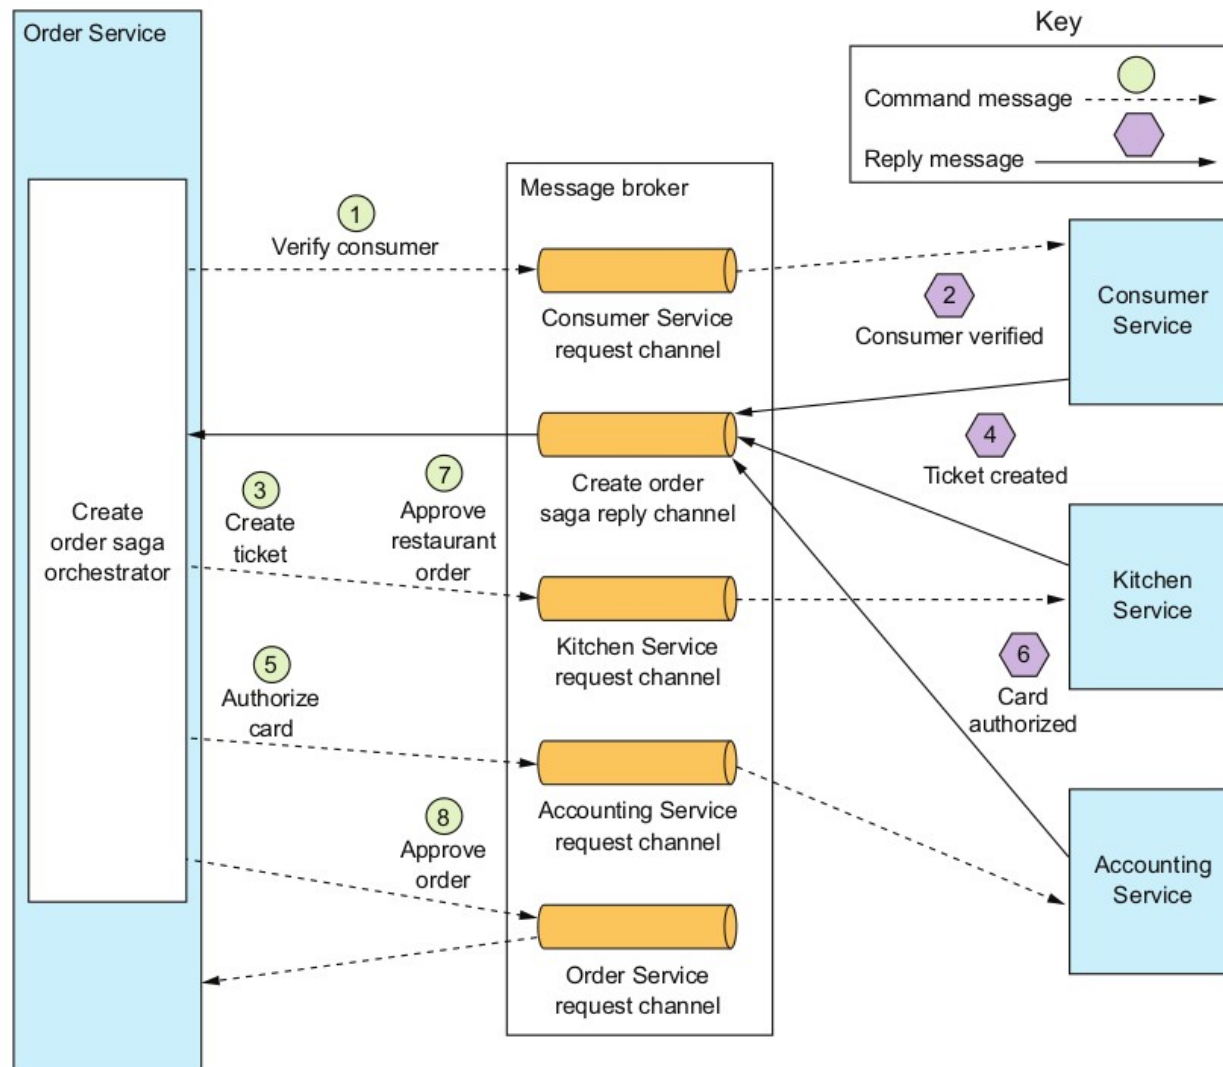 Order Service
Key
Command message
Reply message
Message broker
1
Verify consumer
Consumer Service
request channel
2
Consumer verified
Consumer
Service
Create order
saga reply channel
4
Ticket created
3
Create
ticket
7
Approve
restaurant
order
Create
order saga
orchestrator
Kitchen Service
request channel
Kitchen
Service
5
Authorize
card
6
Card
authorized
Accounting Service
request channel
8
Approve
order
Accounting
Service
Order Service
request channel